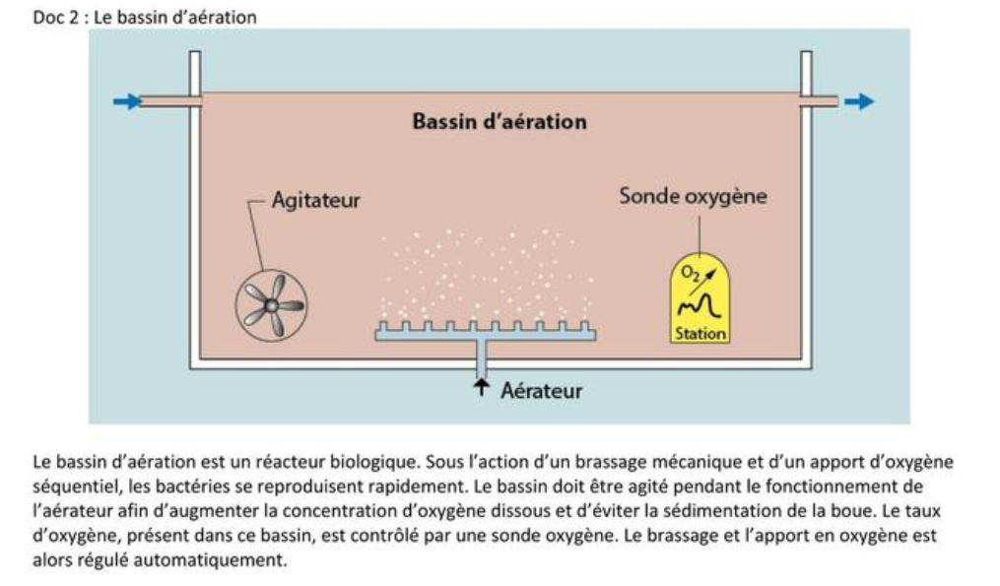 Doc 2 : Le bassin d’aération
Bassin d’aération
Agitateur
Sonde oxygène
O₂
Station
Aérateur
Le bassin d’aération est un réacteur biologique. Sous l’action d’un brassage mécanique et d’un apport d’oxygène
séquentiel, les bactéries se reproduisent rapidement. Le bassin doit être agité pendant le fonctionnement de
l’aérateur afin d’augmenter la concentration d’oxygène dissous et d’éviter la sédimentation de la boue. Le taux
d’oxygène, présent dans ce bassin, est contrôlé par une sonde oxygène. Le brassage et l’apport en oxygène est
alors régulé automatiquement.